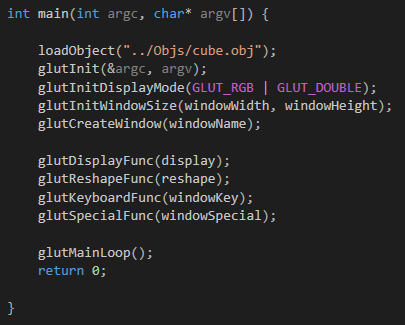 int main(int argc, char* argv[]) {
loadObject("../Objs/cube.obj");
glutInit(&argc, argv);
glutInitDisplayMode(GLUT_RGB | GLUT_DOUBLE);
glutInitWindowSize(windowWidth, windowHeight);
glutCreateWindow(windowName);
glutDisplayFunc(display);
glutReshapeFunc(reshape);
glutKeyboardFunc(windowKey);
glutSpecialFunc(windowSpecial);
glutMainLoop();
return 0;
}